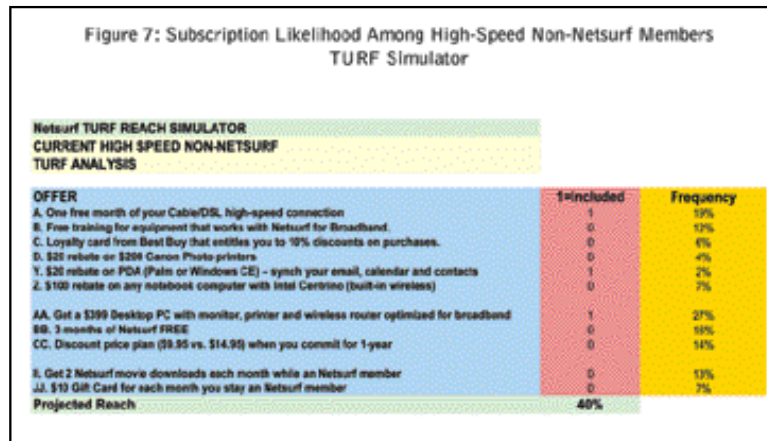 Figure 7: Subscription Likelihood Among High-Speed Non-Netsurf Members
TURF Simulator
Netsurf TURF REACH SIMULATOR
CURRENT HIGH SPEED NON-NETSURF
TURF ANALYSIS
OFFER 1=included Frequency
A. One free month of your Cable/DSL high-speed connection 1 19%
B. Free training for equipment that works with Netsurf for Broadband. 0 12%
C. Loyalty card from Best Buy that entitles you to 10% discounts on purchases. 0 6%
D. $20 rebate on $200 Canon Photo printers 0 4%
Y. $20 rebate on PDA (Palm or Windows CE) – synch your email, calendar and contacts 1 2%
Z. $100 rebate on any notebook computer with Intel Centrino (built-in wireless) 0 7%
AA. Get a $399 Desktop PC with monitor, printer and wireless router optimized for broadband 1 27%
BB. 3 months of Netsurf FREE 0
CC. Discount price plan ($9.95 vs. $14.95) when you commit for 1-year 0 14%
II. Get 2 Netsurf movie downloads each month while an Netsurf member 0 13%
JJ. $10 Gift Card for each month you stay an Netsurf member 0 7%
Projected Reach 40%